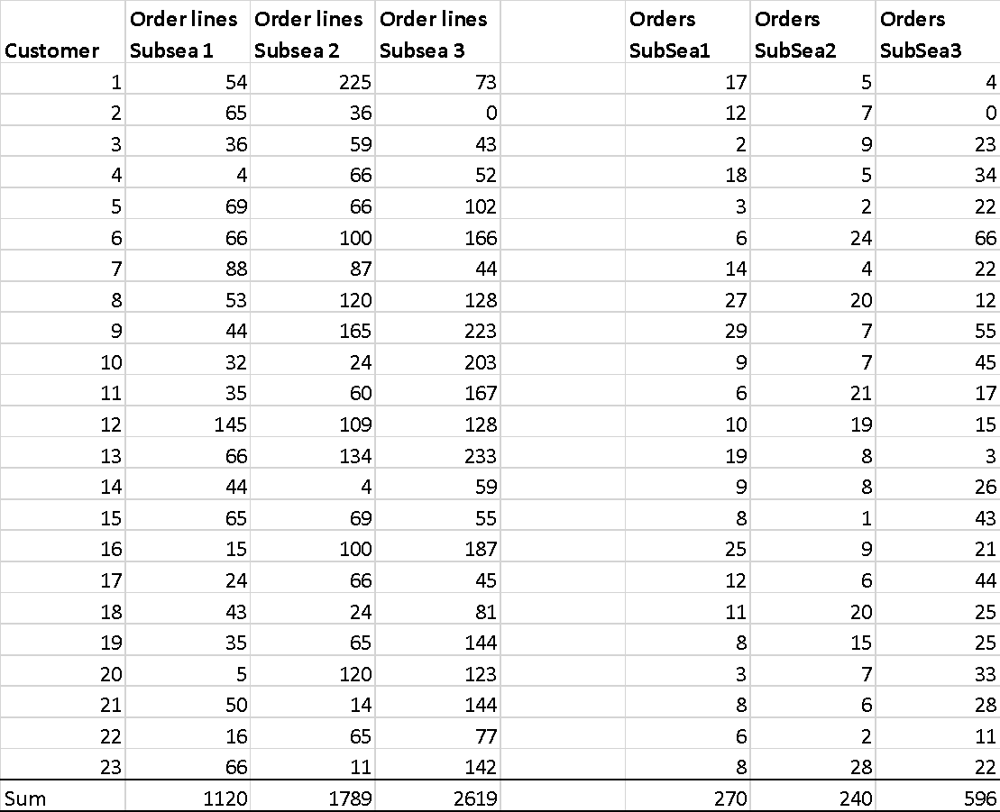 Order lines Order lines Order lines Orders Orders Orders
Customer Subsea 1 Subsea 2 Subsea 3 SubSea1 SubSea2 SubSea3
1 54 225 73 17 5 4
2 65 36 0 12 7 0
3 36 59 43 2 9 23
4 4 66 52 18 5 34
5 69 66 102 3 2 22
6 66 100 166 6 24 66
7 88 87 44 14 4 22
8 53 120 128 27 20 12
9 44 165 223 29 7 55
10 32 24 203 9 7 45
11 35 60 167 6 21 17
12 145 109 128 10 19 15
13 66 134 233 19 8 3
14 44 4 59 9 8 26
15 65 69 55 8 1 43
16 15 100 187 25 9 21
17 24 66 45 12 6 44
18 43 24 81 11 20 25
19 35 65 144 8 15 25
20 5 120 123 3 7 33
21 50 14 144 8 6 28
22 16 65 77 6 2 11
23 66 11 142 8 28 22
Sum 1120 1789 2619 270 240 596